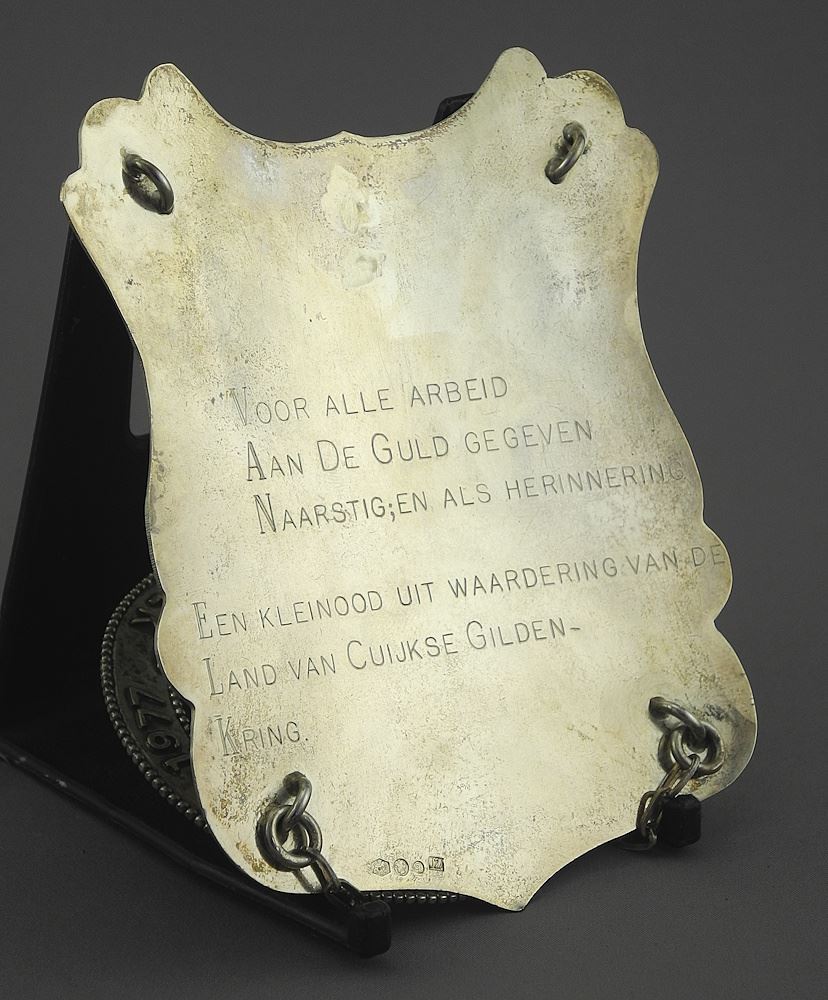 VOOR ALLE ARBEID
AAN DE GULD GEGEVEN
NAARSTIG;EN ALS HERINNERING
EEN KLEINOOD UIT WAARDERING VAN DE
LAND VAN CUIJKSE GILDEN-
KRING.
1977